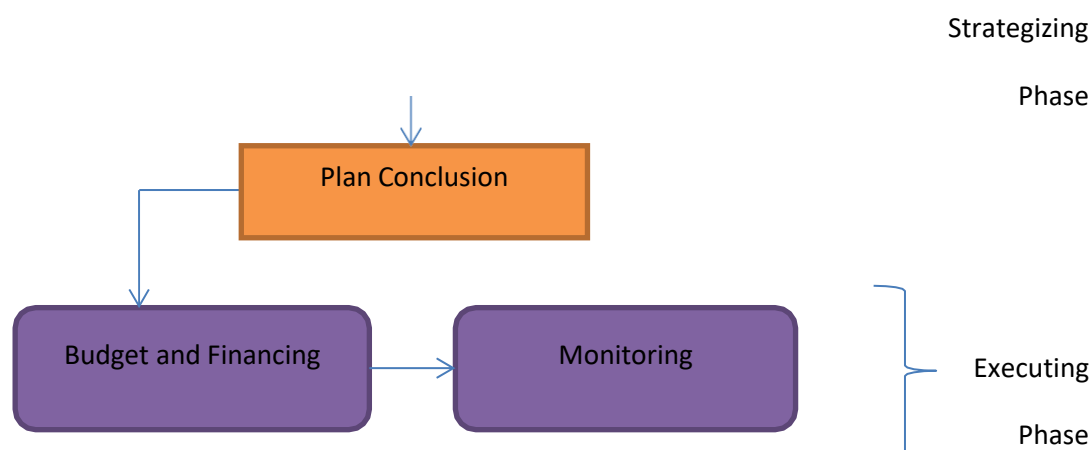 Strategizing
Phase
Plan Conclusion
Budget and Financing
Monitoring
Executing
Phase